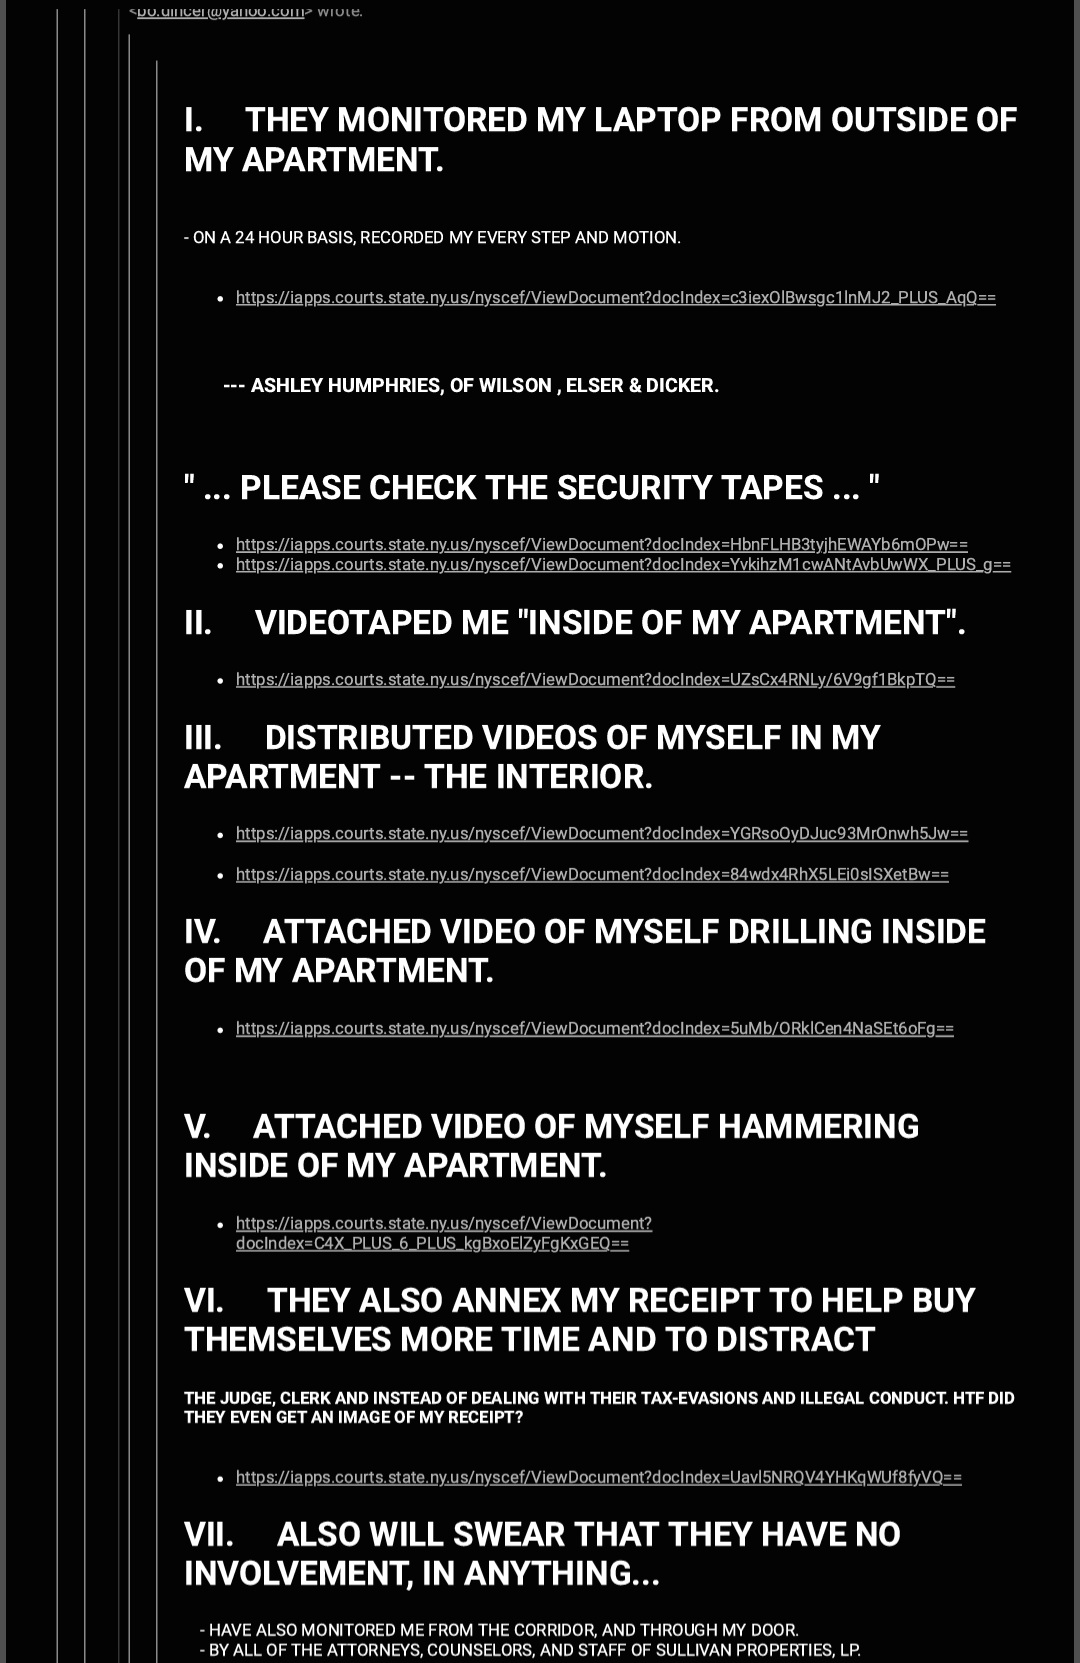 <bo.dincer@yahoo.com> wrote:
I. THEY MONITORED MY LAPTOP FROM OUTSIDE OF
MY APARTMENT.
- ON A 24 HOUR BASIS, RECORDED MY EVERY STEP AND MOTION.
• https://iapps.courts.state.ny.us/nyscef/ViewDocument?docIndex=c3iexOlBwsgc1lnMJ2_PLUS_AqQ==
--- ASHLEY HUMPHRIES, OF WILSON , ELSER & DICKER.
" ... PLEASE CHECK THE SECURITY TAPES ... "
• https://iapps.courts.state.ny.us/nyscef/ViewDocument?docIndex=HbnFLHB3tyjhEWAYb6mOPw==
• https://iapps.courts.state.ny.us/nyscef/ViewDocument?docIndex=YvkihzM1cwANtAvbUwWX_PLUS_g==
II. VIDEOTAPED ME "INSIDE OF MY APARTMENT".
• https://iapps.courts.state.ny.us/nyscef/ViewDocument?docIndex=UZsCx4RNLy/6V9gf1BkpTQ==
III. DISTRIBUTED VIDEOS OF MYSELF IN MY
APARTMENT -- THE INTERIOR.
• https://iapps.courts.state.ny.us/nyscef/ViewDocument?docIndex=YGRsoOyDJuc93MrOnwh5Jw==
• https://iapps.courts.state.ny.us/nyscef/ViewDocument?docIndex=84wdx4RhX5LEi0sISXetBw==
IV. ATTACHED VIDEO OF MYSELF DRILLING INSIDE
OF MY APARTMENT.
• https://iapps.courts.state.ny.us/nyscef/ViewDocument?docIndex=5uMb/ORklCen4NaSEt6oFg==
V. ATTACHED VIDEO OF MYSELF HAMMERING
INSIDE OF MY APARTMENT.
• https://iapps.courts.state.ny.us/nyscef/ViewDocument?
docIndex=C4X_PLUS_6_PLUS_kgBxoElZyFgKxGEQ==
VI. THEY ALSO ANNEX MY RECEIPT TO HELP BUY
THEMSELVES MORE TIME AND TO DISTRACT
THE JUDGE, CLERK AND INSTEAD OF DEALING WITH THEIR TAX-EVASIONS AND ILLEGAL CONDUCT. HTF DID
THEY EVEN GET AN IMAGE OF MY RECEIPT?
• https://iapps.courts.state.ny.us/nyscef/ViewDocument?docIndex=Uavl5NRQV4YHKqWUf8fyVQ==
VII. ALSO WILL SWEAR THAT THEY HAVE NO
INVOLVEMENT, IN ANYTHING...
- HAVE ALSO MONITORED ME FROM THE CORRIDOR, AND THROUGH MY DOOR.
- BY ALL OF THE ATTORNEYS, COUNSELORS, AND STAFF OF SULLIVAN PROPERTIES, LP.